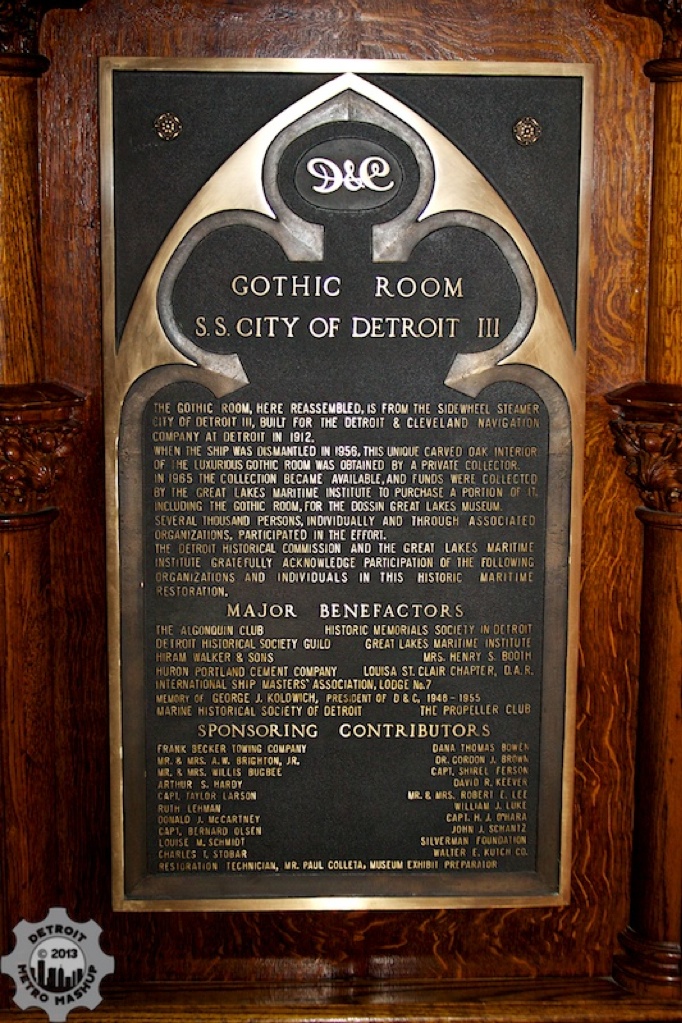 D&C
GOTHIC ROOM
S.S. CITY OF DETROIT III
THE GOTHIC ROOM, HERE REASSEMBLED, IS FROM THE SIDEWHEEL STEAMER
CITY OF DETROIT III, BUILT FOR THE DETROIT & CLEVELAND NAVIGATION
COMPANY AT DETROIT IN 1912.
WHEN THE SHIP WAS DISMANTLED IN 1956, THIS UNIQUE CARVED OAK INTERIOR
OF THE LUXURIOUS GOTHIC ROOM WAS OBTAINED BY A PRIVATE COLLECTOR.
IN 1965 THE COLLECTION BECAME AVAILABLE, AND FUNDS WERE COLLECTED
BY THE GREAT LAKES MARITIME INSTITUTE TO PURCHASE A PORTION OF IT,
INCLUDING THE GOTHIC ROOM, FOR THE DOSSIN GREAT LAKES MUSEUM.
SEVERAL THOUSAND PERSONS, INDIVIDUALLY AND THROUGH ASSOCIATED
ORGANIZATIONS, PARTICIPATED IN THE EFFORT.
THE DETROIT HISTORICAL COMMISSION AND THE GREAT LAKES MARITIME
INSTITUTE GRATEFULLY ACKNOWLEDGE PARTICIPATION OF THE FOLLOWING
ORGANIZATIONS AND INDIVIDUALS IN THIS HISTORIC MARITIME
RESTORATION.
MAJOR BENEFACTORS
THE ALGONQUIN CLUB HISTORIC MEMORIALS SOCIETY IN DETROIT
DETROIT HISTORICAL SOCIETY GUILD GREAT LAKES MARITIME INSTITUTE
HIRAM WALKER & SONS MRS. HENRY S. BOOTH
HURON PORTLAND CEMENT COMPANY LOUISA ST. CLAIR CHAPTER, D.A.R.
INTERNATIONAL SHIP MASTERS' ASSOCIATION, LODGE No. 7
MEMORY OF GEORGE J. KOLOWICH, PRESIDENT OF D & C, 1948 - 1955
MARINE HISTORICAL SOCIETY OF DETROIT THE PROPELLER CLUB
SPONSORING CONTRIBUTORS
FRANK BECKER TOWING COMPANY DANA THOMAS BOWEN
MR. & MRS. A.W. BRIGHTON, JR. DR. GORDON J. BROWN
MR. & MRS. WILLIS BUGBEE CAPT. SHIREL FERSON
ARTHUR S. HARDY DAVID R. KEEVER
CAPT. TAYLOR LARSON MR. & MRS. ROBERT E. LEE
RUTH LEHMAN WILLIAM J. LUKE
DONALD J. McCARTNEY CAPT. H. J. O'HARA
CAPT. BERNARD OLSEN JOHN J. SCHANTZ
LOUISE M. SCHMIDT SILVERMAN FOUNDATION
CHARLES T. STOBAR WALTER E. KUTCH CO.
RESTORATION TECHNICIAN, MR. PAUL COLLETA, MUSEUM EXHIBIT PREPARATOR
DETROIT
© 2013
METRO MASHUP